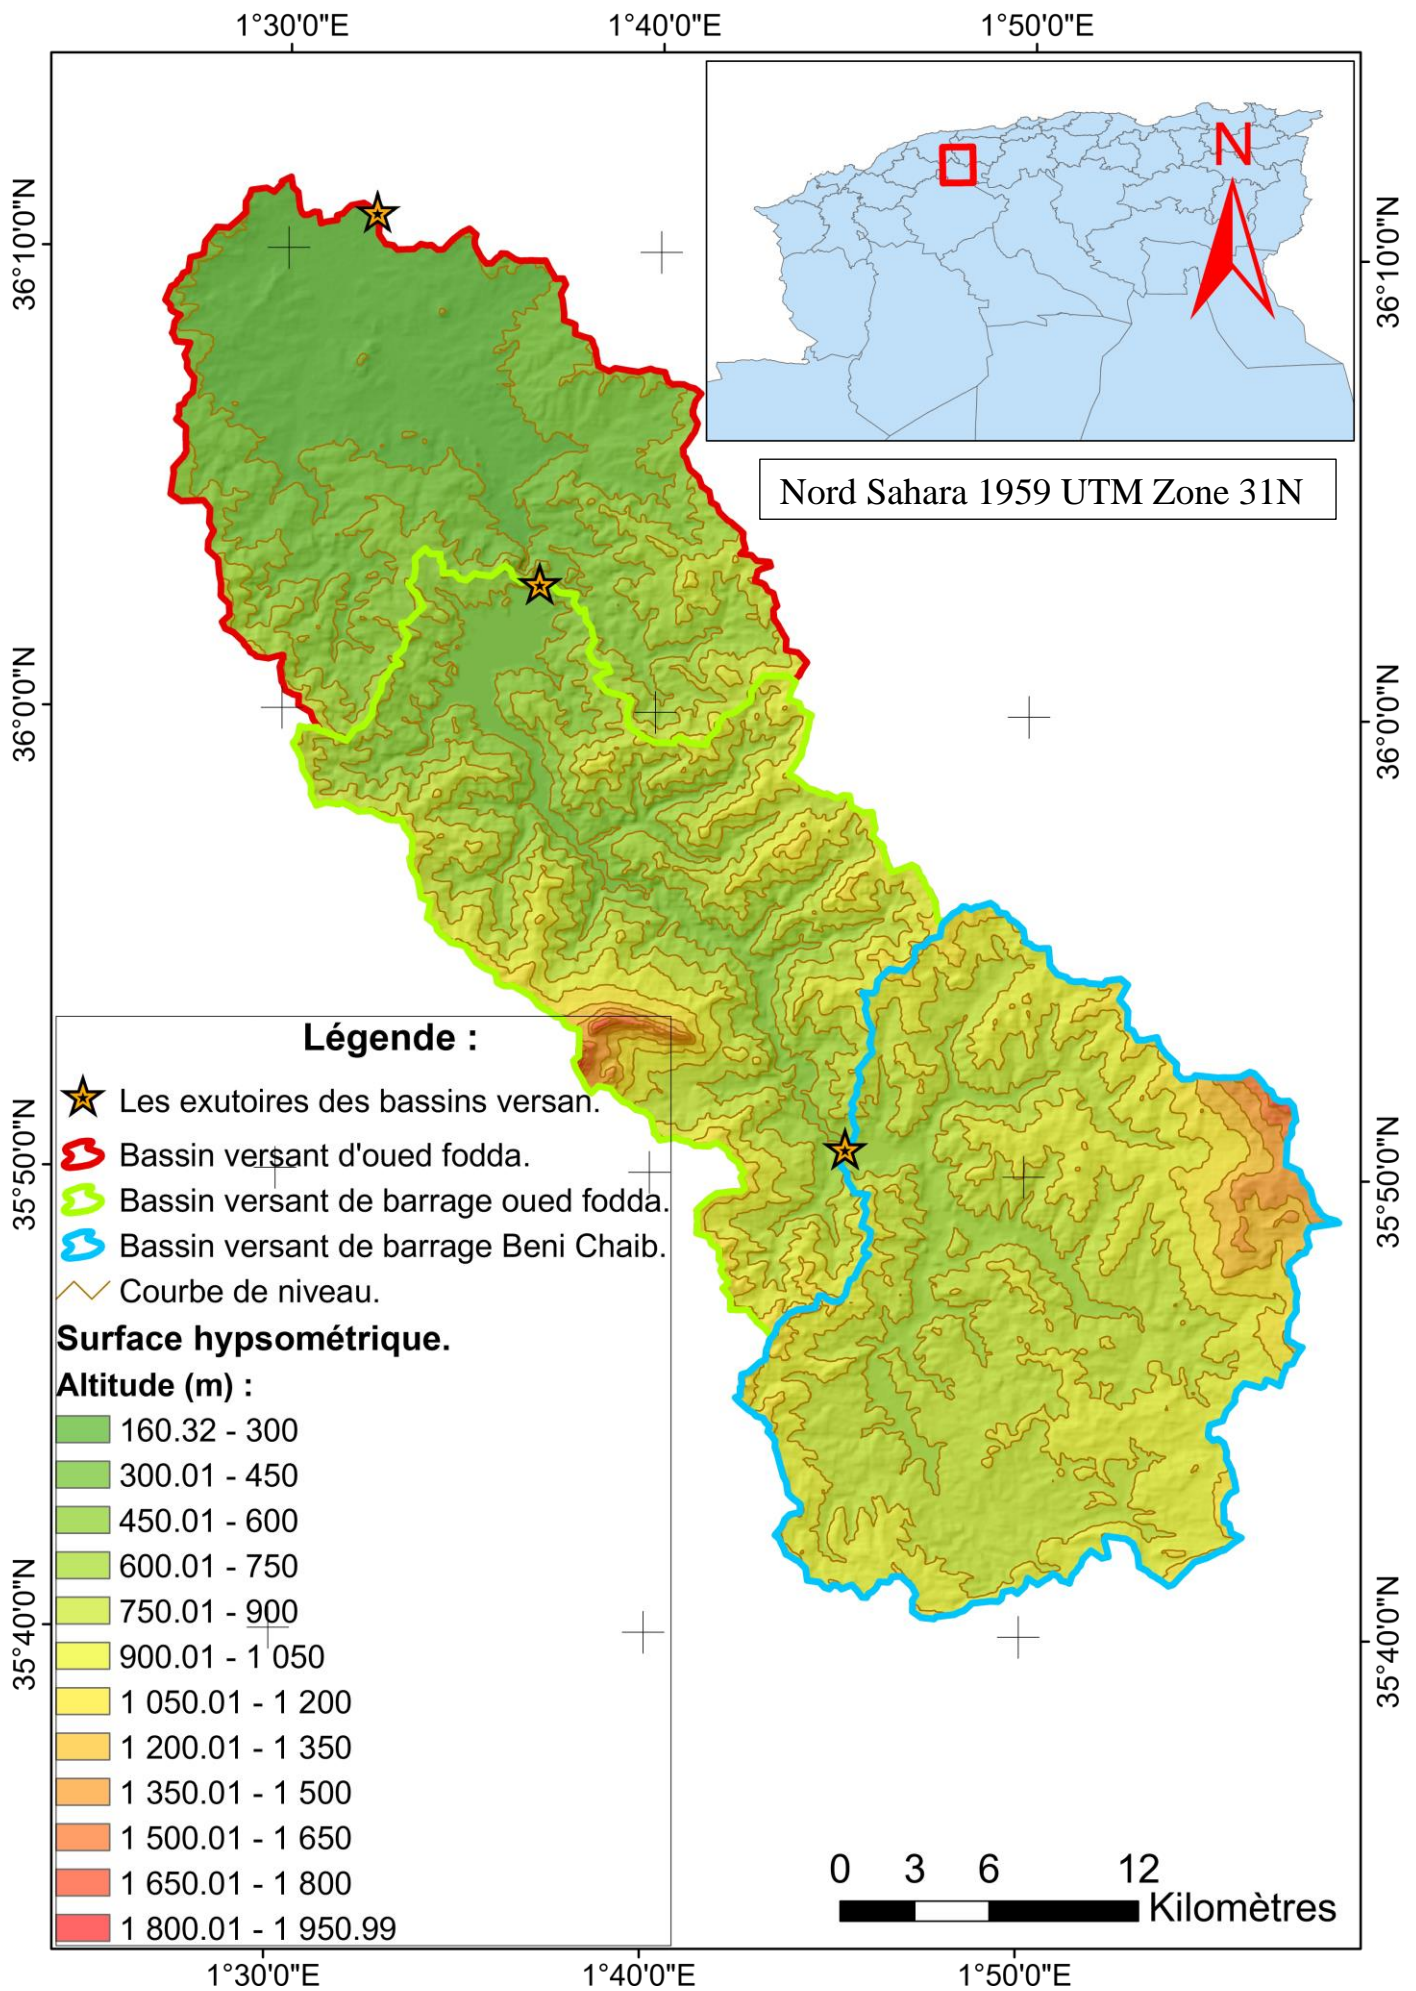 1°30'0"E 1°40'0"E 1°50'0"E
N
36°10'0"N 36°10'0"N
Nord Sahara 1959 UTM Zone 31N
36°0'0"N 36°0'0"N
Légende :
Les exutoires des bassins versan.
Bassin versant d'oued fodda.
Bassin versant de barrage oued fodda.
Bassin versant de barrage Beni Chaib.
Courbe de niveau.
35°50'0"N 35°50'0"N
Surface hypsométrique.
Altitude (m) :
160.32 - 300
300.01 - 450
450.01 - 600
600.01 - 750
750.01 - 900
900.01 - 1 050
1 050.01 - 1 200
1 200.01 - 1 350
1 350.01 - 1 500
1 500.01 - 1 650
1 650.01 - 1 800
1 800.01 - 1 950.99
35°40'0"N 35°40'0"N
0 3 6 12
Kilomètres
1°30'0"E 1°40'0"E 1°50'0"E